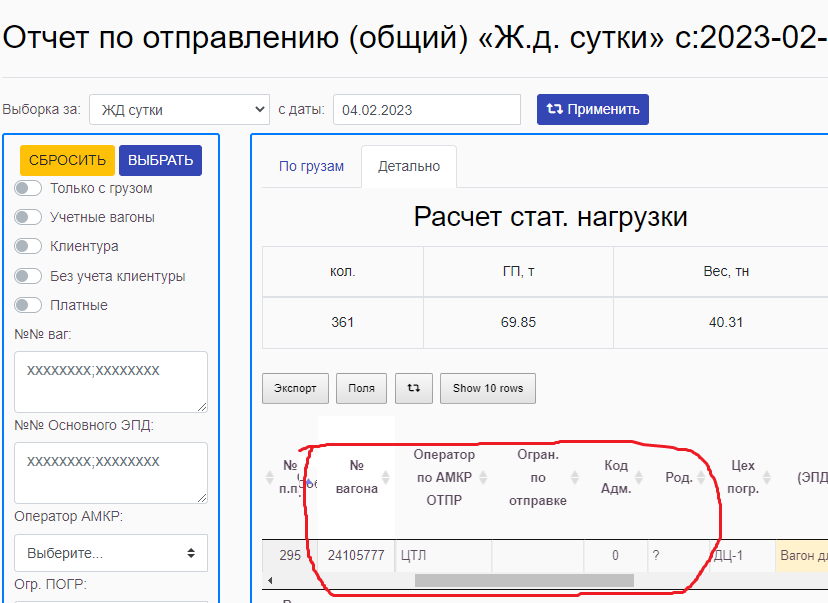 Отчет по отправлению (общий) «Ж.д. сутки» с:2023-02-
Выборка за: ЖД сутки с даты: 04.02.2023 Применить
СБРОСИТЬ ВЫБРАТЬ
Только с грузом
Учетные вагоны
Клиентура
Без учета клиентуры
Платные
№№ ваг:
XXXXXXXX;XXXXXXXX
№№ Основного ЭПД:
XXXXXXXX;XXXXXXXX
Оператор АМКР:
Выберите...
Огр. ПОГР:
По грузам Детально
Расчет стат. нагрузки
кол. ГП, т Вес, тн
361 69.85 40.31
Экспорт Поля Show 10 rows
№ п.п.
№ вагона
Оператор по АМКР ОТПР
Огран. по отправке
Код Адм.
Род.
Цех погр.
(ЭПД
295 24105777 ЦТЛ 0 ? ДЦ-1 Вагон дл